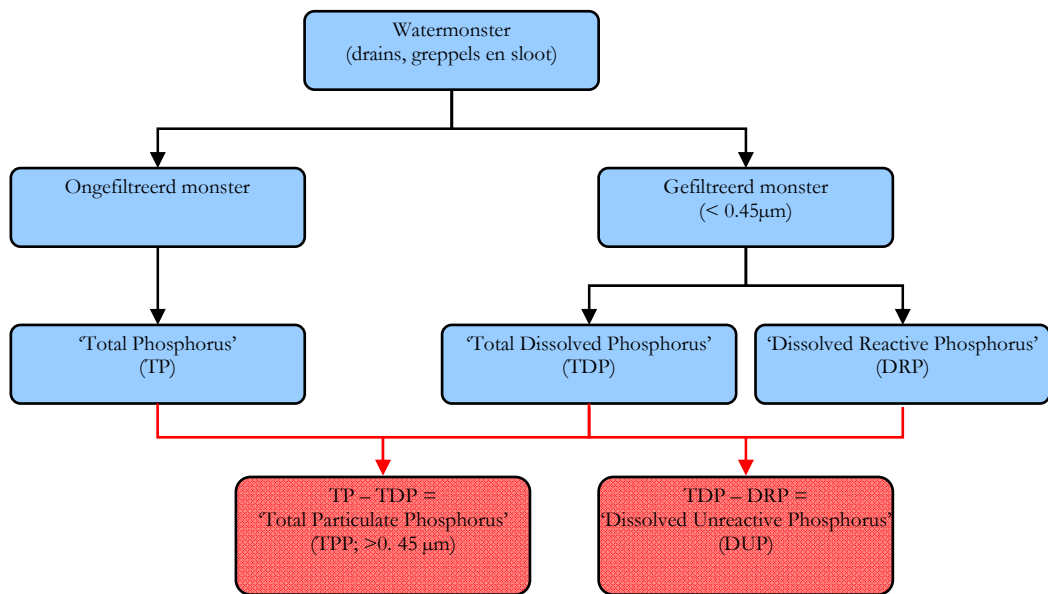 Watermonster
(drains, greppels en sloot)
Ongefiltreerd monster
Gefiltreerd monster
(< 0.45µm)
‘Total Phosphorus’
(TP)
‘Total Dissolved Phosphorus’
(TDP)
‘Dissolved Reactive Phosphorus’
(DRP)
TP – TDP =
‘Total Particulate Phosphorus’
(TPP; >0. 45 µm)
TDP – DRP =
‘Dissolved Unreactive Phosphorus’
(DUP)